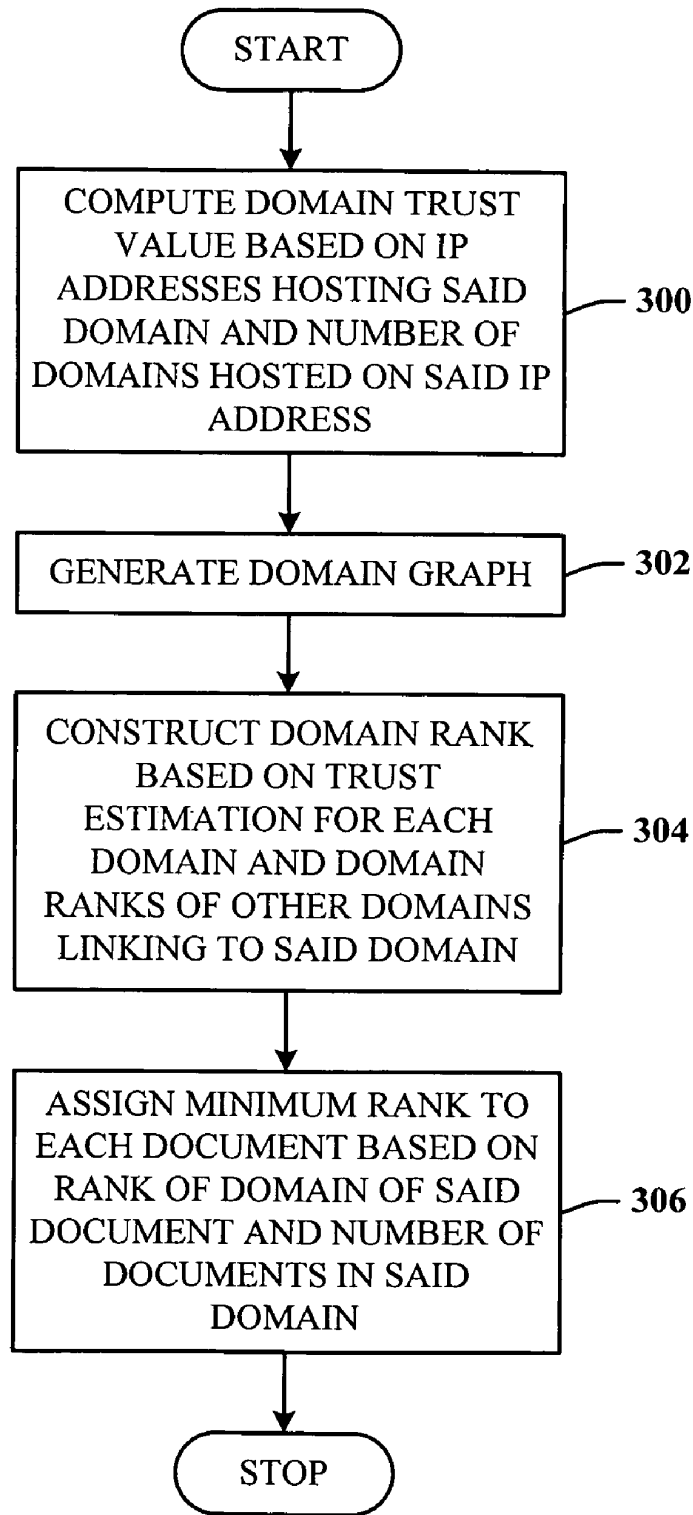 START
COMPUTE DOMAIN TRUST
VALUE BASED ON IP
ADDRESSES HOSTING SAID
DOMAIN AND NUMBER OF
DOMAINS HOSTED ON SAID IP
ADDRESS
300
GENERATE DOMAIN GRAPH
302
CONSTRUCT DOMAIN RANK
BASED ON TRUST
ESTIMATION FOR EACH
DOMAIN AND DOMAIN
RANKS OF OTHER DOMAINS
LINKING TO SAID DOMAIN
304
ASSIGN MINIMUM RANK TO
EACH DOCUMENT BASED ON
RANK OF DOMAIN OF SAID
DOCUMENT AND NUMBER OF
DOCUMENTS IN SAID
DOMAIN
306
STOP